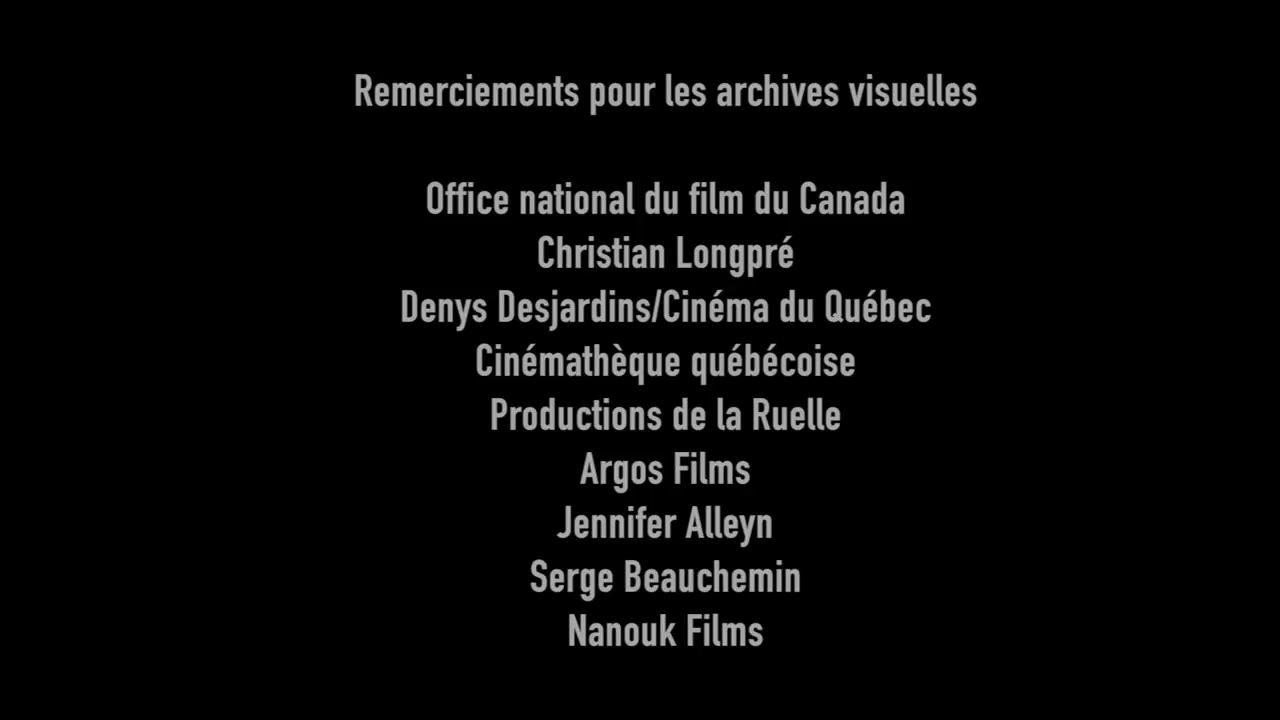 Remerciements pour les archives visuelles
Office national du film du Canada
Christian Longpré
Denys Desjardins/Cinéma du Québec
Cinémathèque québécoise
Productions de la Ruelle
Argos Films
Jennifer Alleyn
Serge Beauchemin
Nanouk Films